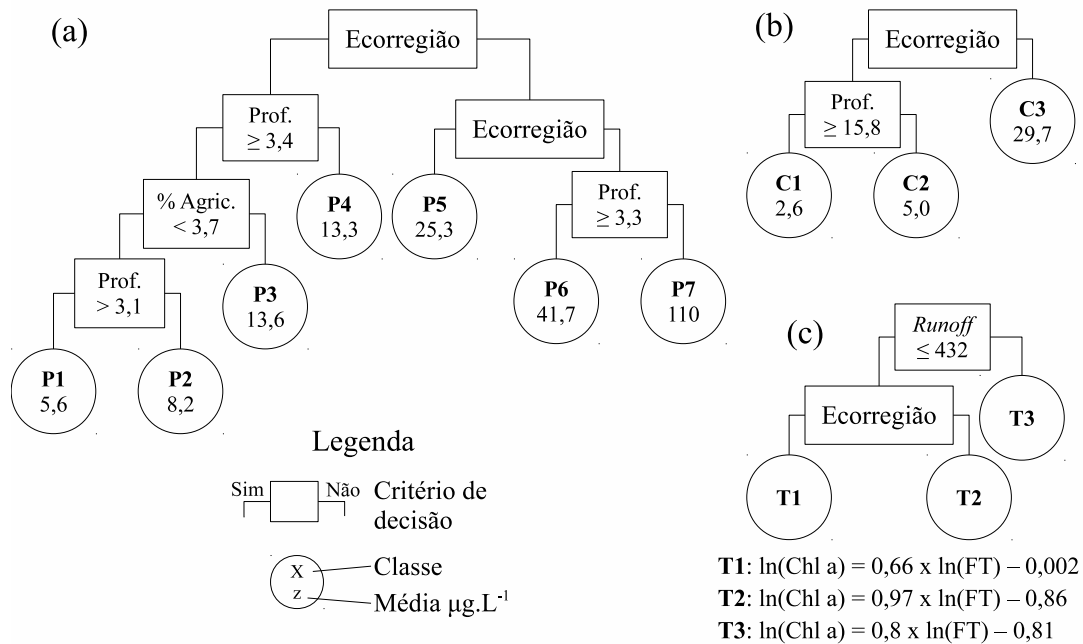 (a)
Ecorregião
Prof.
≥ 3,4
Ecorregião
% Agric.
< 3,7
P4
13,3
P5
25,3
Prof.
≥ 3,3
Prof.
> 3,1
P3
13,6
P6
41,7
P7
110
P1
5,6
P2
8,2
Legenda
Sim
Não
Critério de
decisão
X
z
Classe
Média µg.L⁻¹
(b)
Ecorregião
Prof.
≥ 15,8
C3
29,7
C1
2,6
C2
5,0
(c)
Runoff
≤ 432
Ecorregião
T3
T1
T2
T1: ln(Chl a) = 0,66 x ln(FT) – 0,002
T2: ln(Chl a) = 0,97 x ln(FT) – 0,86
T3: ln(Chl a) = 0,8 x ln(FT) – 0,81